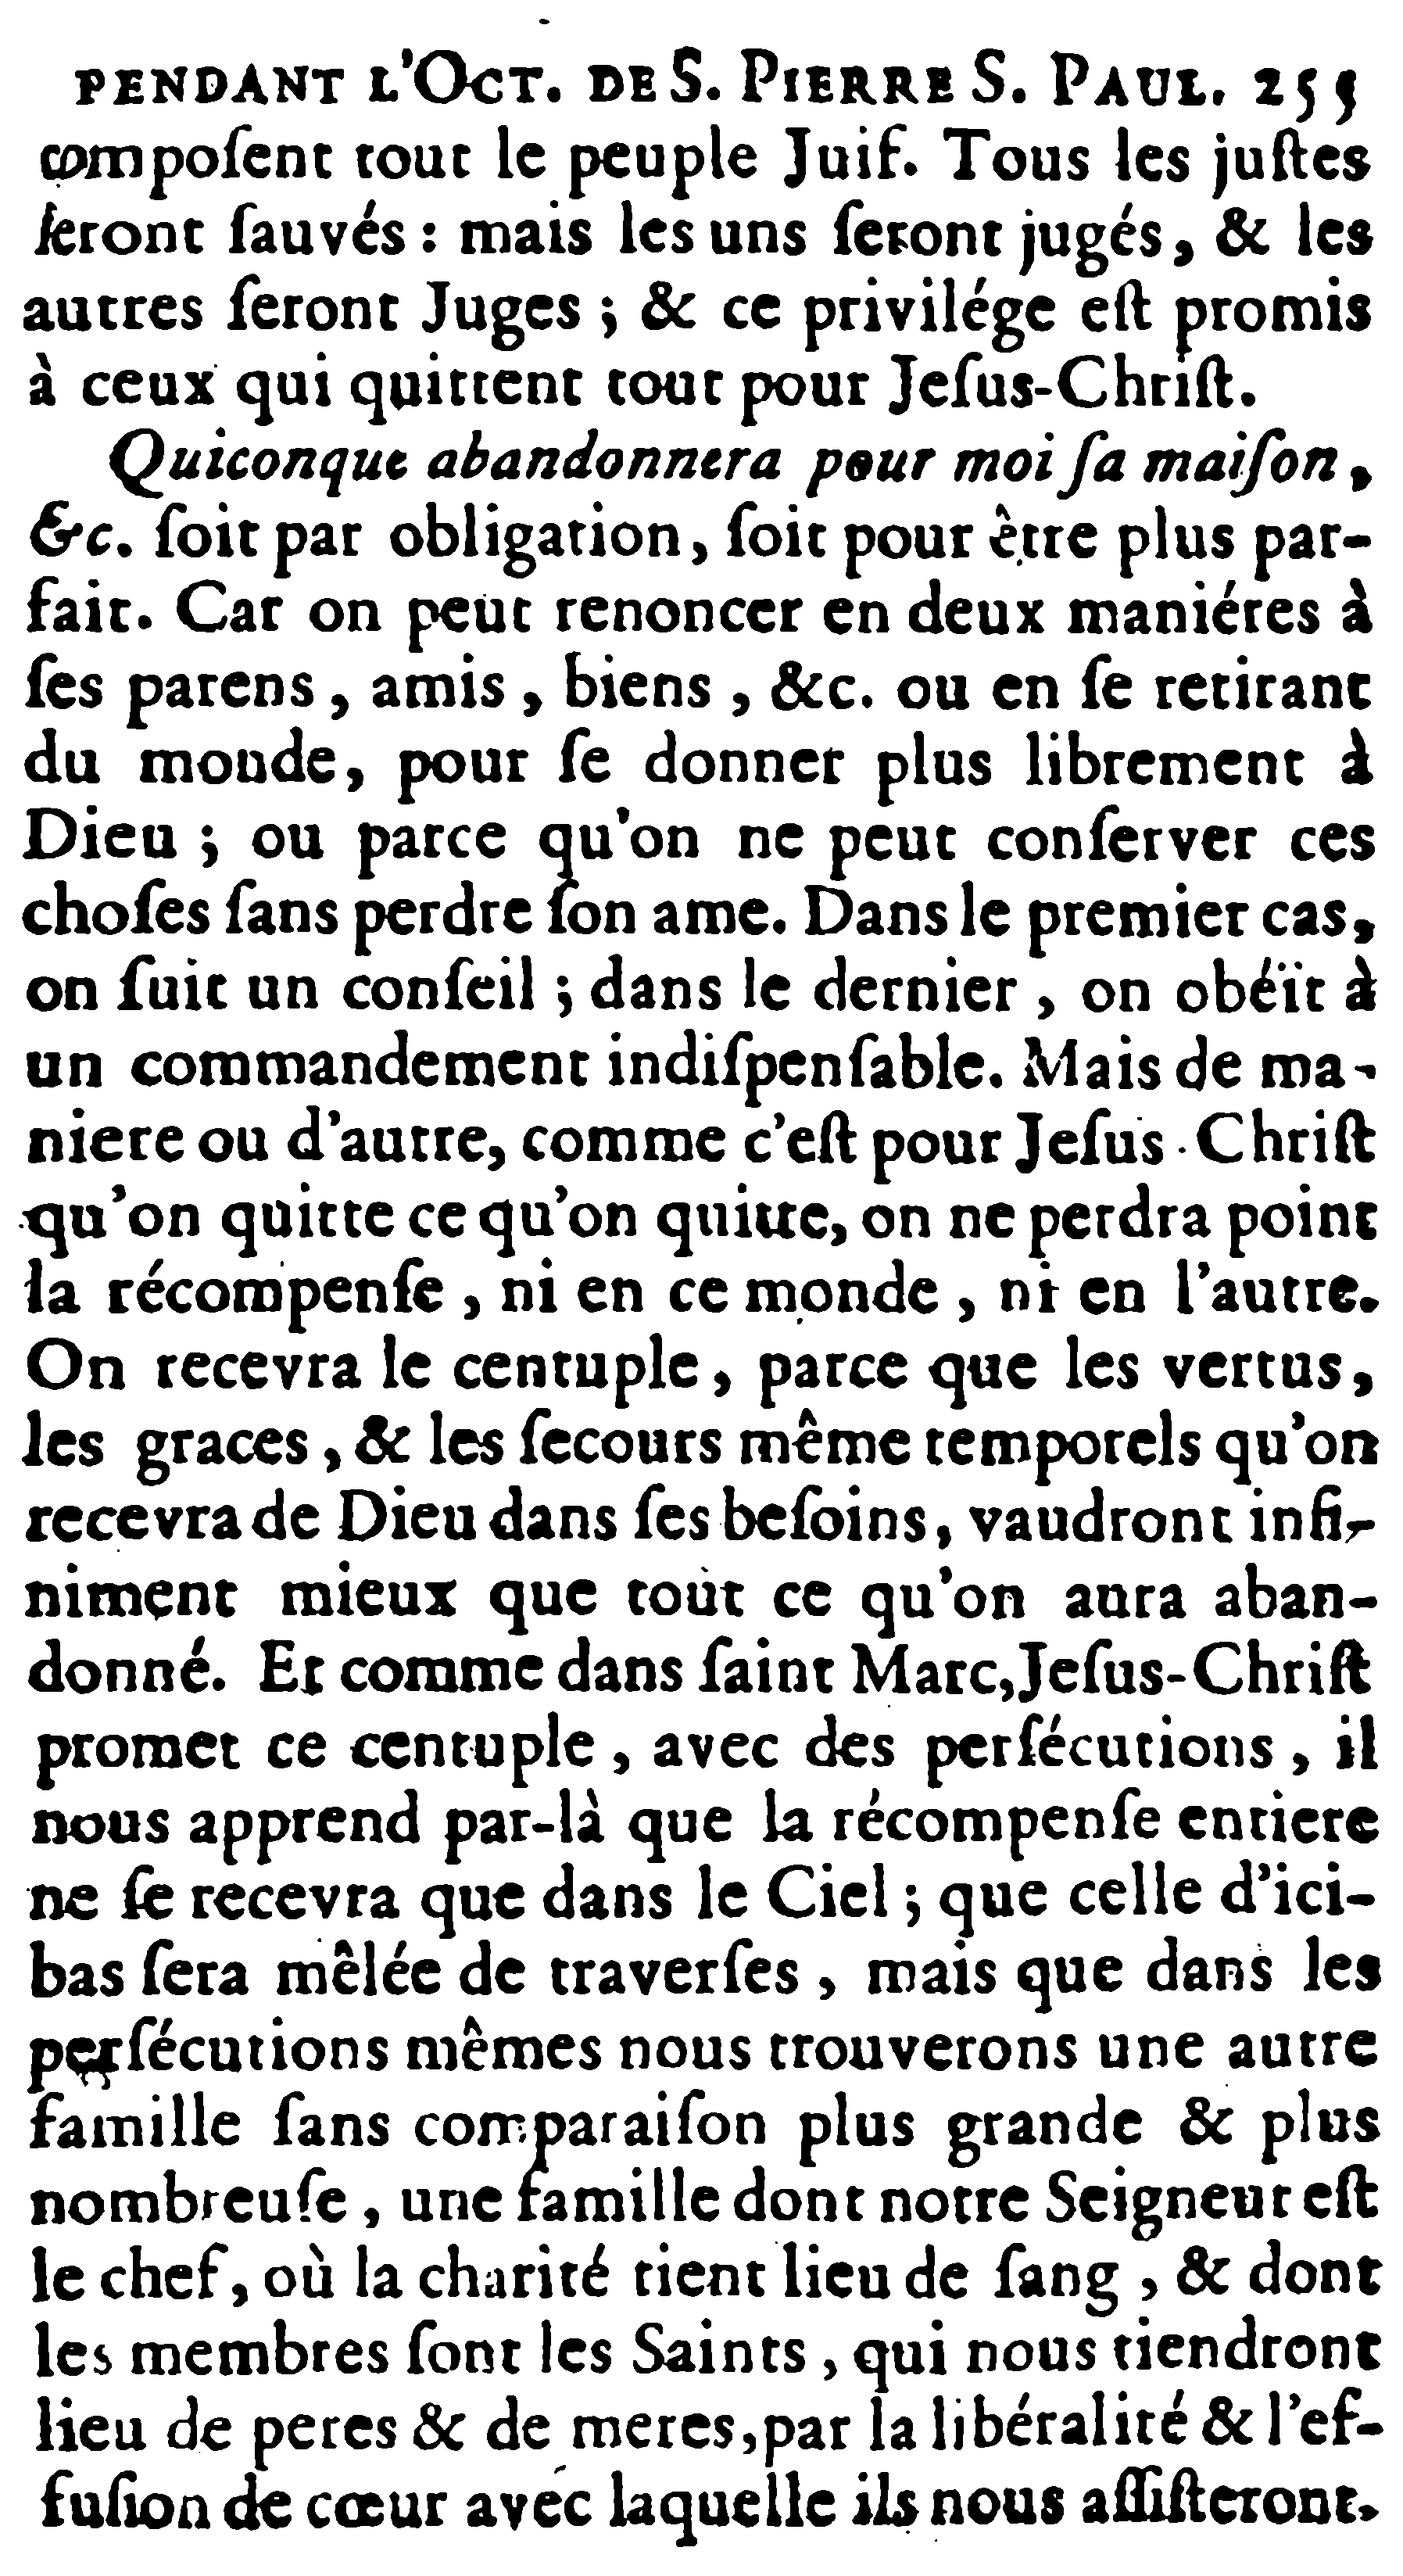 PENDANT L'OCT. DE S. PIERRE S. PAUL. 255
compoſent tout le peuple Juif. Tous les juſtes
ſeront ſauvés : mais les uns ſeront jugés, & les
autres ſeront Juges ; & ce privilége eſt promis
à ceux qui quittent tout pour Jeſus-Chriſt.
Quiconque abandonnera pour moi ſa maiſon,
&c. ſoit par obligation, ſoit pour être plus par-
fait. Car on peut renoncer en deux maniéres à
ſes parens, amis, biens, &c. ou en ſe retirant
du monde, pour ſe donner plus librement à
Dieu ; ou parce qu'on ne peut conſerver ces
choſes ſans perdre ſon ame. Dans le premier cas,
on ſuit un conſeil ; dans le dernier, on obéït à
un commandement indiſpenſable. Mais de ma-
niere ou d'autre, comme c'eſt pour Jeſus-Chriſt
qu'on quitte ce qu'on quitte, on ne perdra point
la récompenſe, ni en ce monde, ni en l'autre.
On recevra le centuple, parce que les vertus,
les graces, & les ſecours même temporels qu'on
recevra de Dieu dans ſes beſoins, vaudront infi-
niment mieux que tout ce qu'on aura aban-
donné. Et comme dans ſaint Marc, Jeſus-Chriſt
promet ce centuple, avec des perſécutions, il
nous apprend par-là que la récompenſe entiere
ne ſe recevra que dans le Ciel ; que celle d'ici-
bas ſera mêlée de traverſes, mais que dans les
perſécutions mêmes nous trouverons une autre
famille ſans comparaiſon plus grande & plus
nombreuſe, une famille dont notre Seigneur eſt
le chef, où la charité tient lieu de ſang, & dont
les membres ſont les Saints, qui nous tiendront
lieu de peres & de meres, par la libéralité & l'ef-
fuſion de cœur avec laquelle ils nous aſſiſteront.